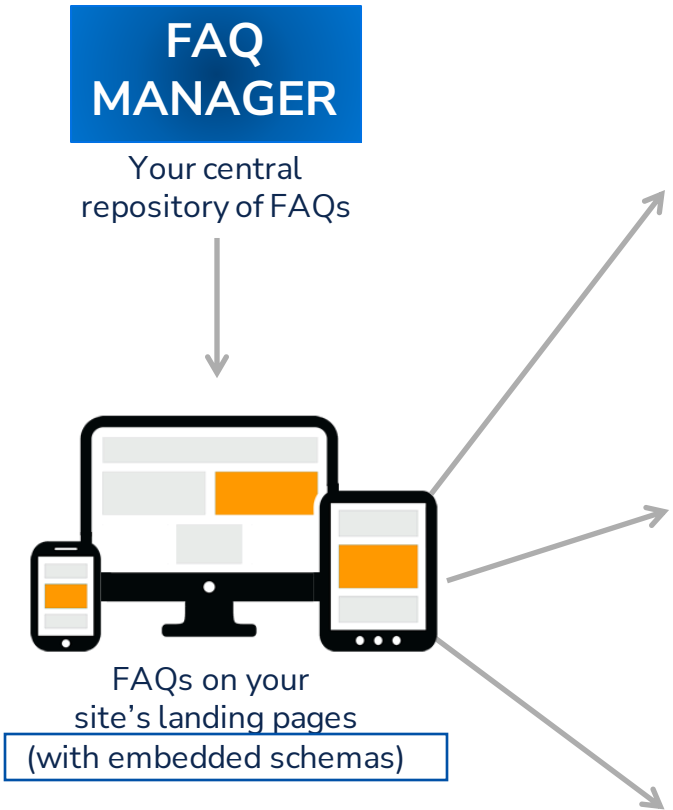 FAQ
MANAGER
Your central
repository of FAQs
FAQs on your
site’s landing pages
(with embedded schemas)